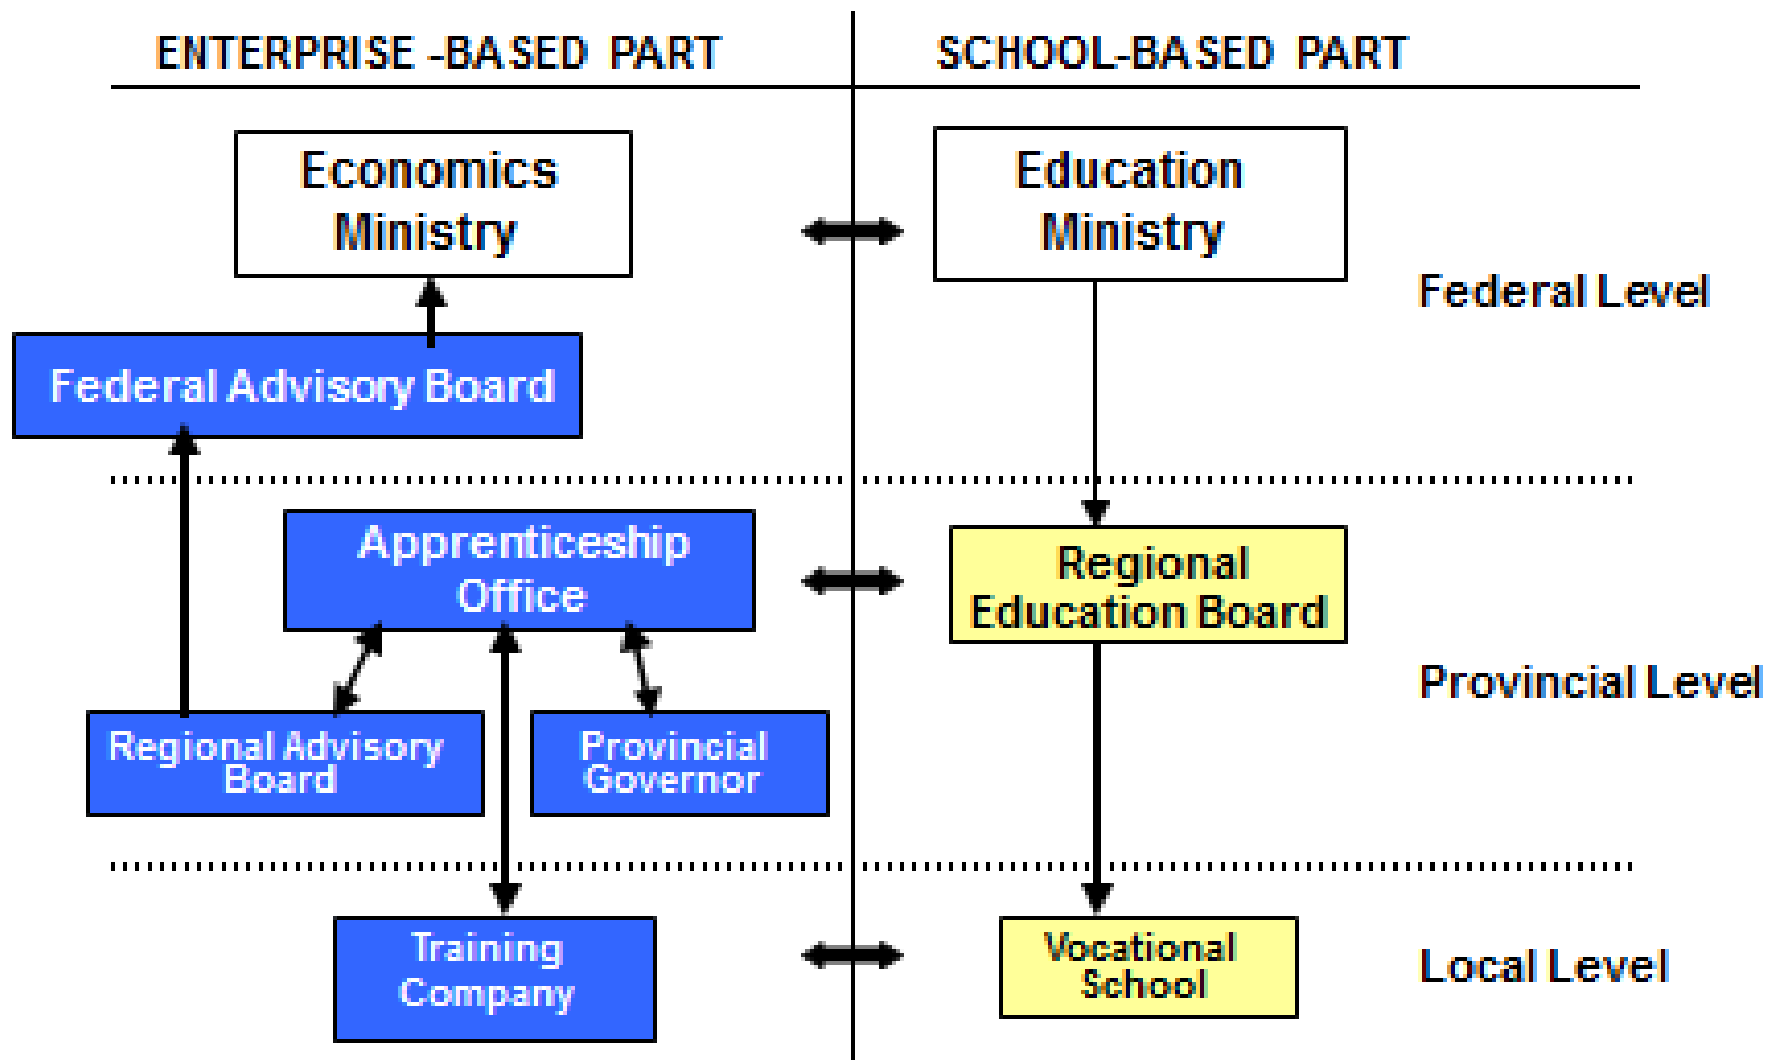 ENTERPRISE -BASED PART
SCHOOL-BASED PART
Economics
Ministry
Education
Ministry
Federal Level
Federal Advisory Board
Apprenticeship
Office
Regional
Education Board
Provincial Level
Regional Advisory
Board
Provincial
Governor
Training
Company
Vocational
School
Local Level